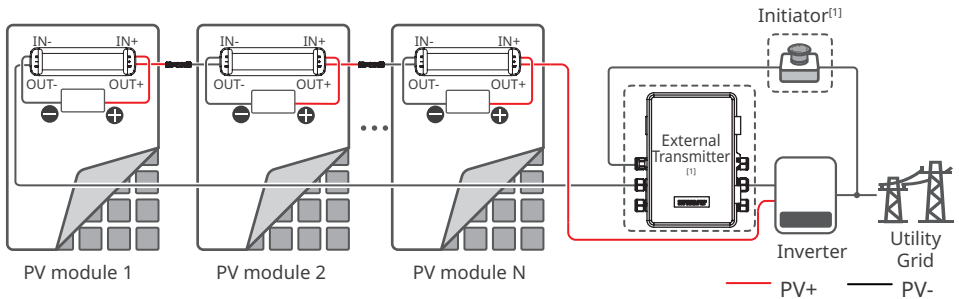 Initiator[1]
IN- IN+
OUT- OUT+
IN- IN+
OUT- OUT+
IN- IN+
OUT- OUT+
External
Transmitter
[1]
PV module 1
PV module 2
PV module N
Inverter
Utility
Grid
PV+
PV-